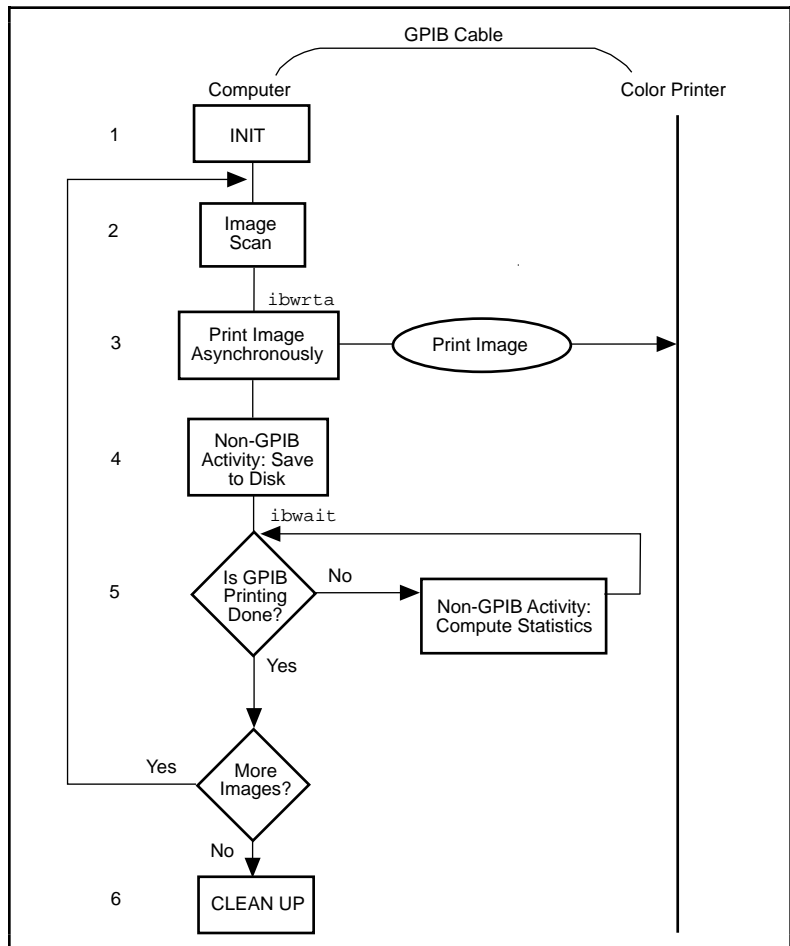 GPIB Cable
Computer
Color Printer
1
INIT
2
Image
Scan
ibwrta
3
Print Image
Asynchronously
Print Image
4
Non-GPIB
Activity: Save
to Disk
ibwait
5
Is GPIB
Printing
Done?
No
Non-GPIB Activity:
Compute Statistics
Yes
Yes
More
Images?
No
6
CLEAN UP